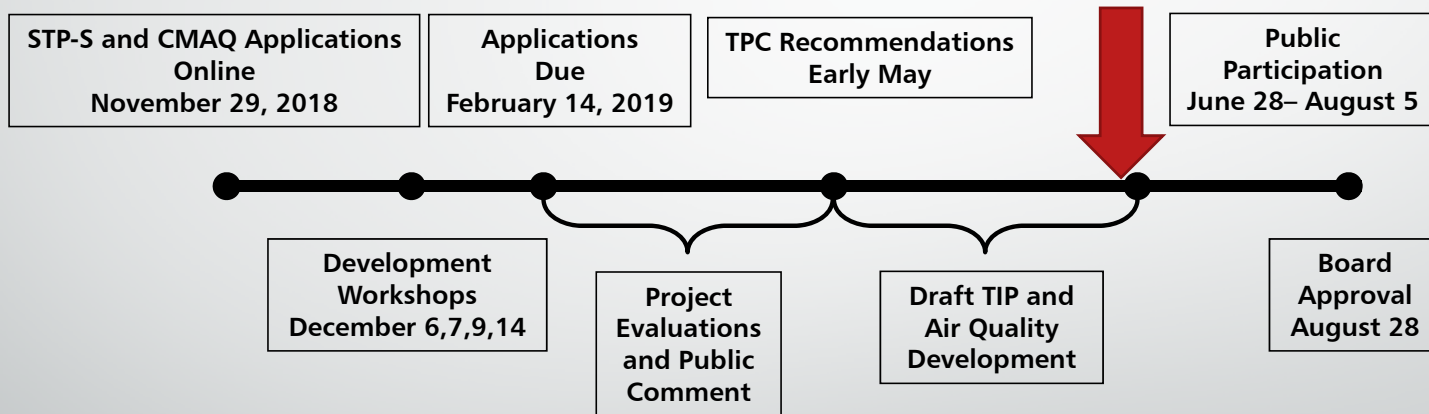 STP-S and CMAQ Applications
Online
November 29, 2018
Applications
Due
February 14, 2019
TPC Recommendations
Early May
Public
Participation
June 28– August 5
Development
Workshops
December 6,7,9,14
Project
Evaluations
and Public
Comment
Draft TIP and
Air Quality
Development
Board
Approval
August 28